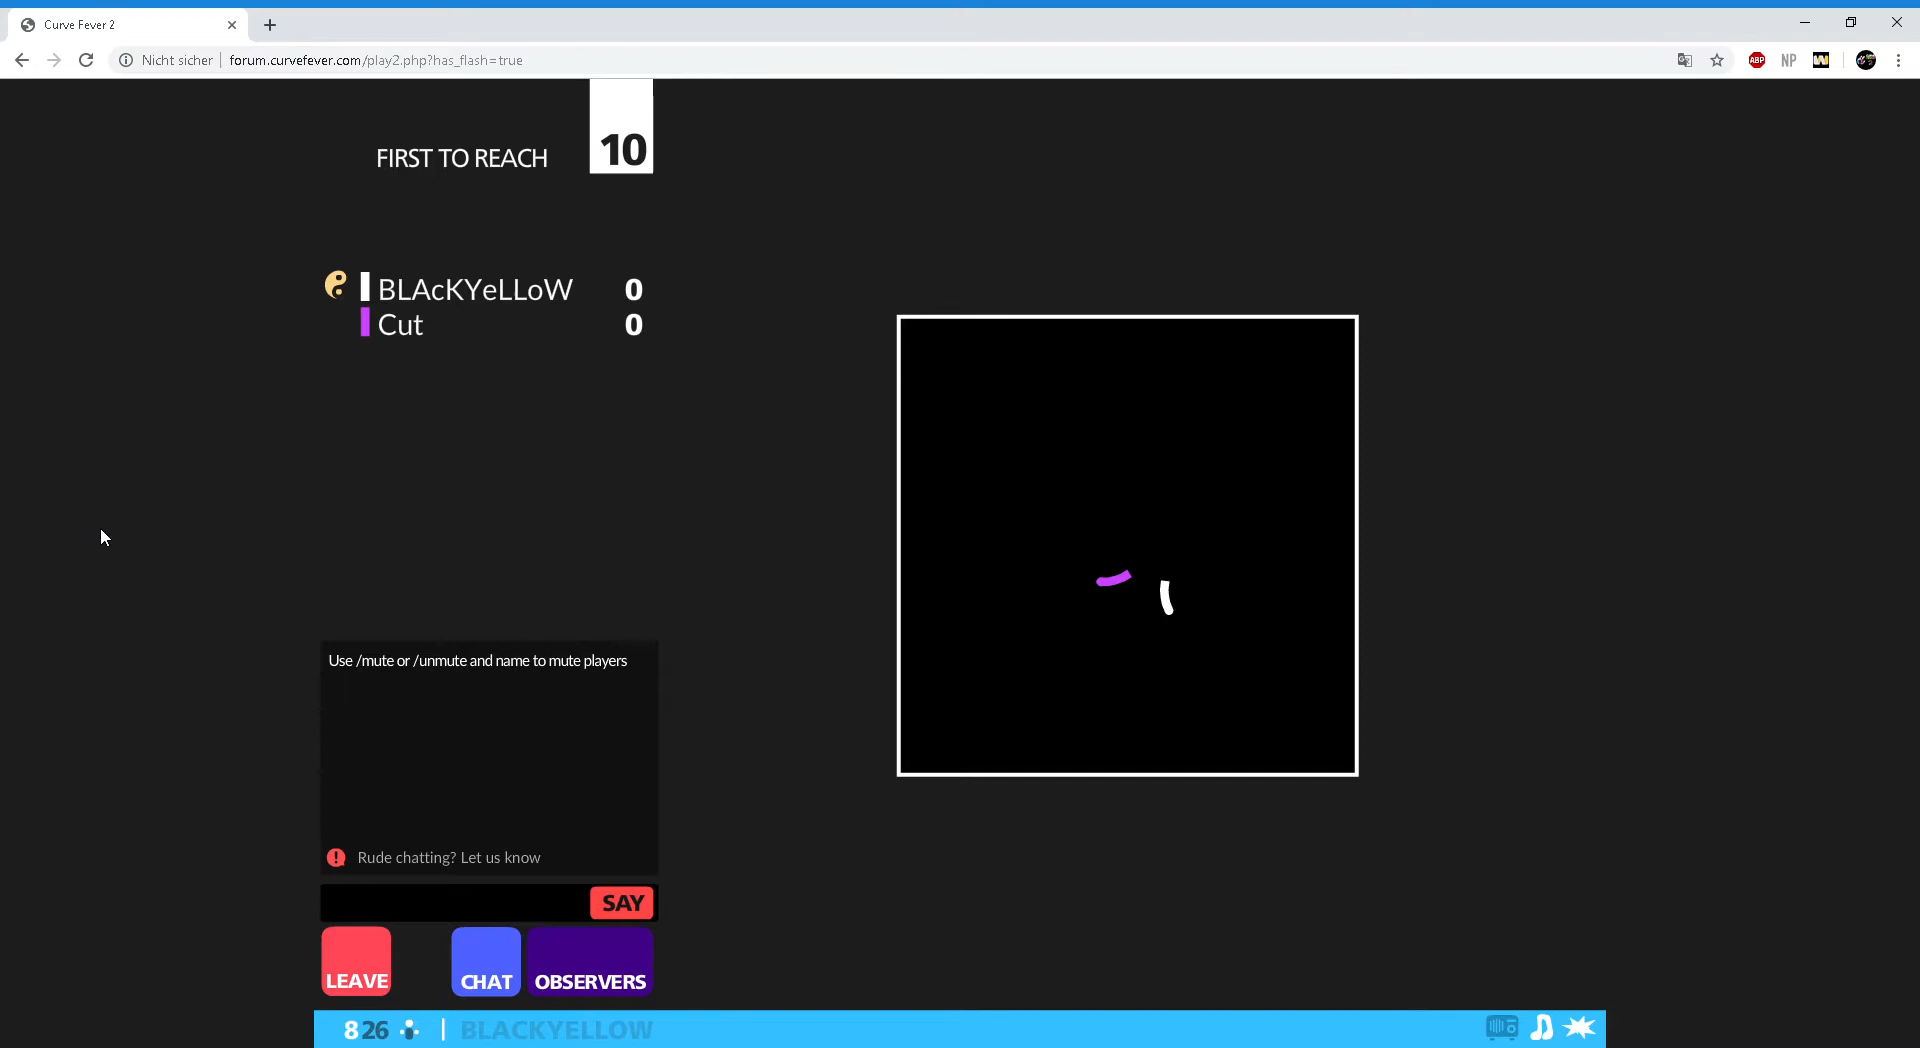 Curve Fever 2
Nicht sicher
forum.curvefever.com/play2.php?has_flash=true
ABP
NP
W
FIRST TO REACH
10
BLAcKYeLLoW 0
Cut 0
Use /mute or /unmute and name to mute players
Rude chatting? Let us know
SAY
LEAVE
CHAT
OBSERVERS
826
BLACKYELLOW